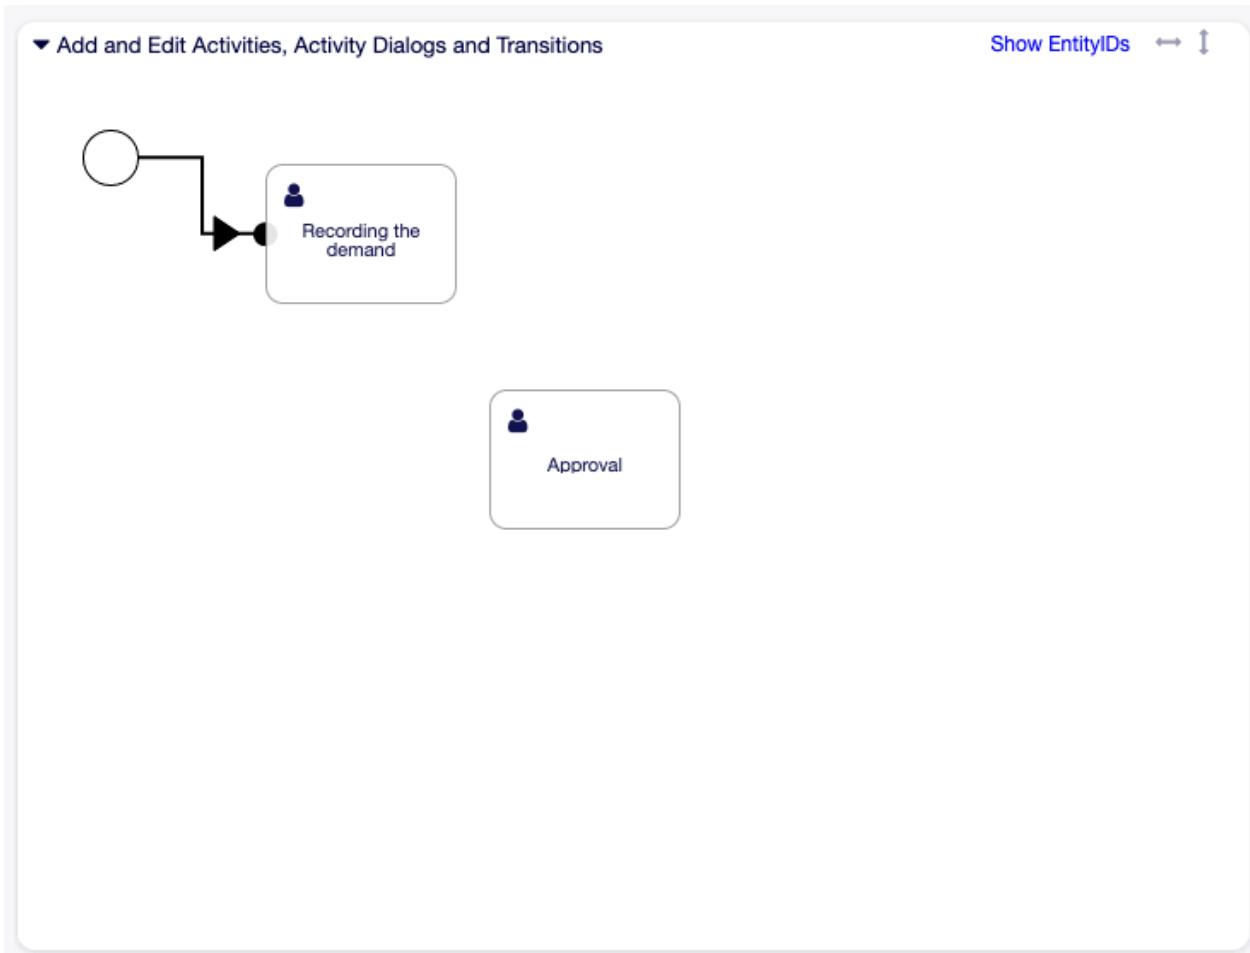 Add and Edit Activities, Activity Dialogs and Transitions
Show EntityIDs
Recording the
demand
Approval